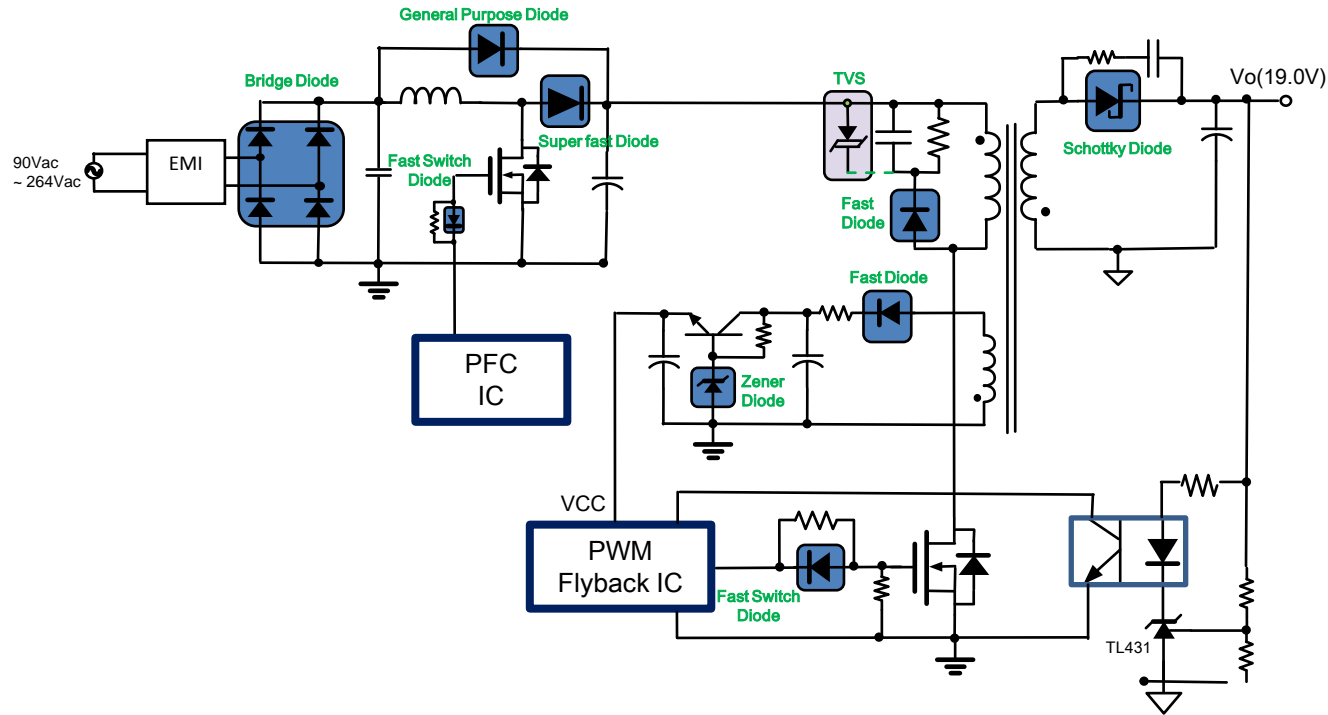 General Purpose Diode
Bridge Diode
TVS
Vo(19.0V)
Super fast Diode
Schottky Diode
EMI
90Vac
~ 264Vac
Fast Switch
Diode
Fast
Diode
Fast Diode
PFC
IC
Zener
Diode
VCC
PWM
Flyback IC
Fast Switch
Diode
TL431